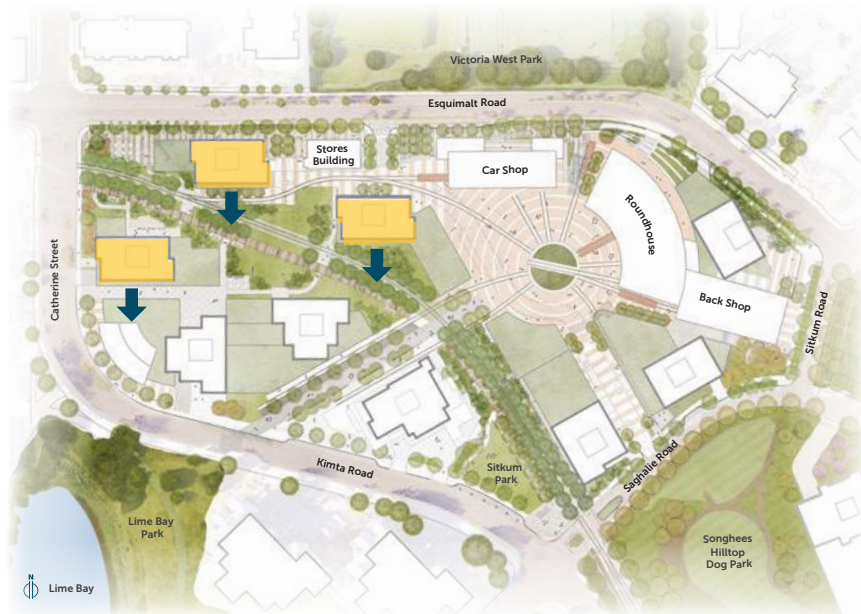 Victoria West Park
Esquimalt Road
Stores
Building
Car Shop
Roundhouse
Catherine Street
Back Shop
Sitkum Road
Kimta Road
Sitkum
Park
Saghalie Road
Lime Bay
Park
Songhees
Hilltop
Dog Park
N
Lime Bay